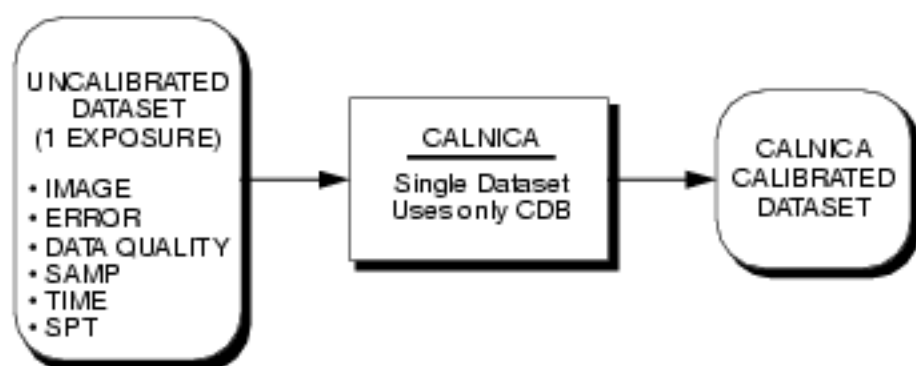 UNCALIBRATED
DATASET
(1 EXPOSURE)
• IMAGE
• ERROR
• DATA QUALITY
• SAMP
• TIME
• SPT
CALNICA
Single Dataset
Uses only CDB
CALNICA
CALIBRATED
DATASET